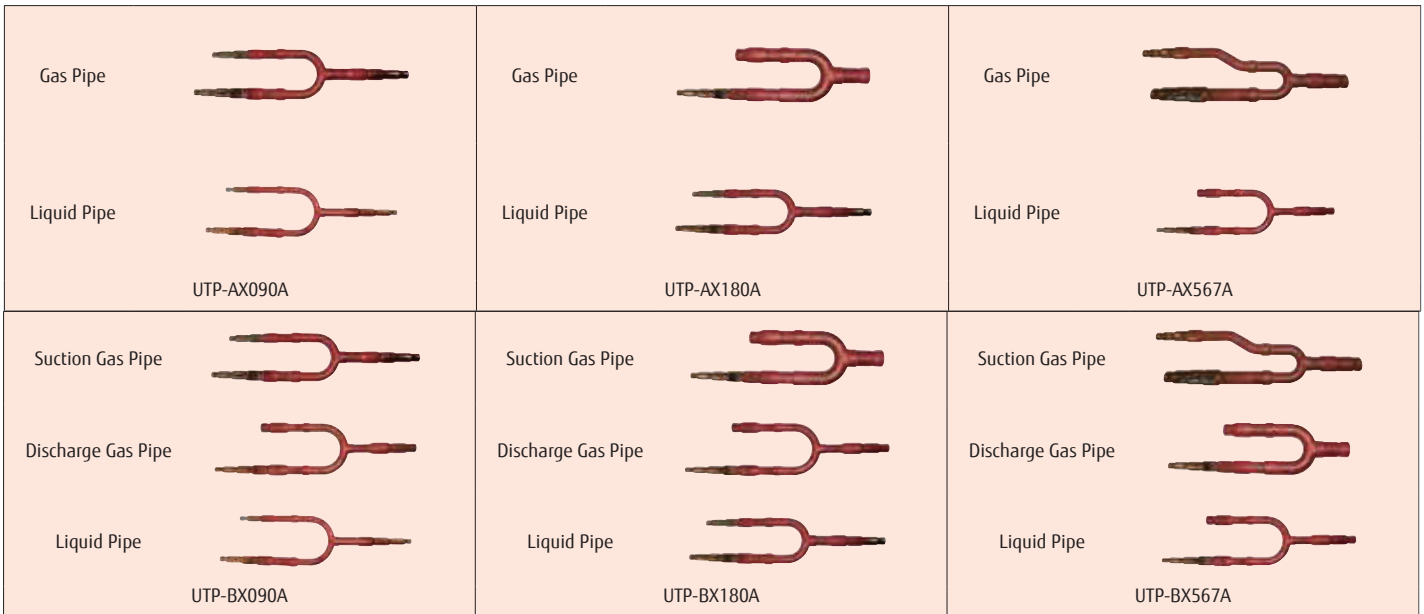 Gas Pipe
Liquid Pipe
UTP-AX090A
Gas Pipe
Liquid Pipe
UTP-AX180A
Gas Pipe
Liquid Pipe
UTP-AX567A
Suction Gas Pipe
Discharge Gas Pipe
Liquid Pipe
UTP-BX090A
Suction Gas Pipe
Discharge Gas Pipe
Liquid Pipe
UTP-BX180A
Suction Gas Pipe
Discharge Gas Pipe
Liquid Pipe
UTP-BX567A